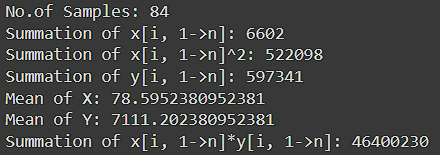 No.of Samples: 84
Summation of x[i, 1->n]: 6602
Summation of x[i, 1->n]^2: 522098
Summation of y[i, 1->n]: 597341
Mean of X: 78.5952380952381
Mean of Y: 7111.202380952381
Summation of x[i, 1->n]*y[i, 1->n]: 46400230